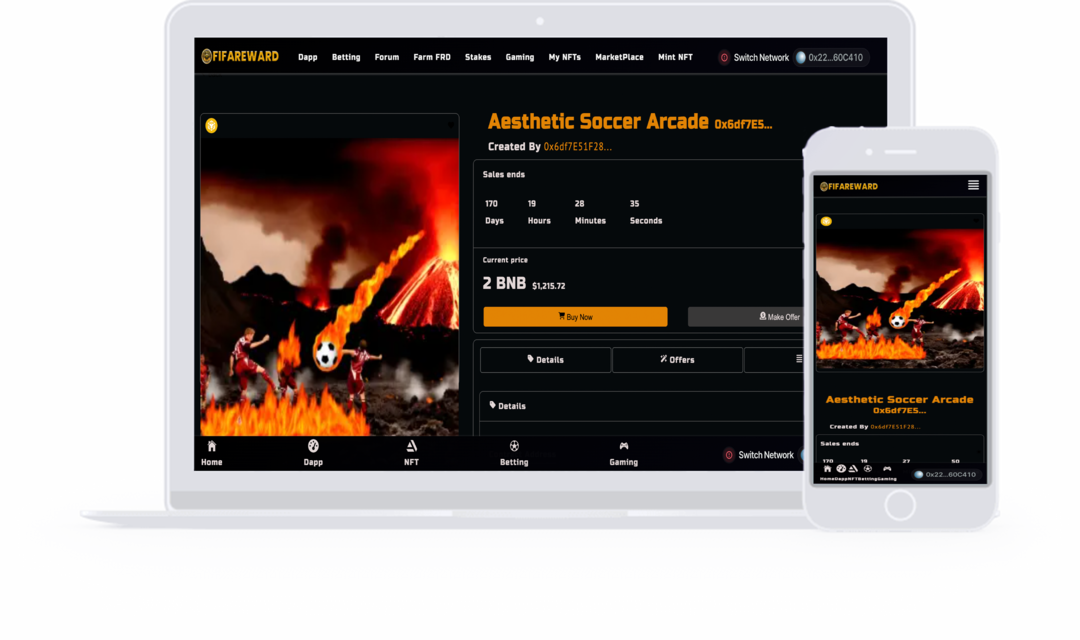 FIFAREWARD Dapp Betting Forum Farm FRD Stakes Gaming My NFTs MarketPlace Mint NFT Switch Network 0x22...60C410
Aesthetic Soccer Arcade 0x6df7E5...
Created By 0x6df7E51F28...
Sales ends
170 19 28 35
Days Hours Minutes Seconds
Current price
2 BNB $1,215.72
Buy Now Make Offer
Details Offers
Details
Home Dapp NFT Betting Gaming Switch Network
FIFAREWARD
Aesthetic Soccer Arcade
0x6df7E5...
Created By 0x6df7E51F28...
Sales ends
170 19 27 50
HomeDappNFTBettingGaming 0x22...60C410